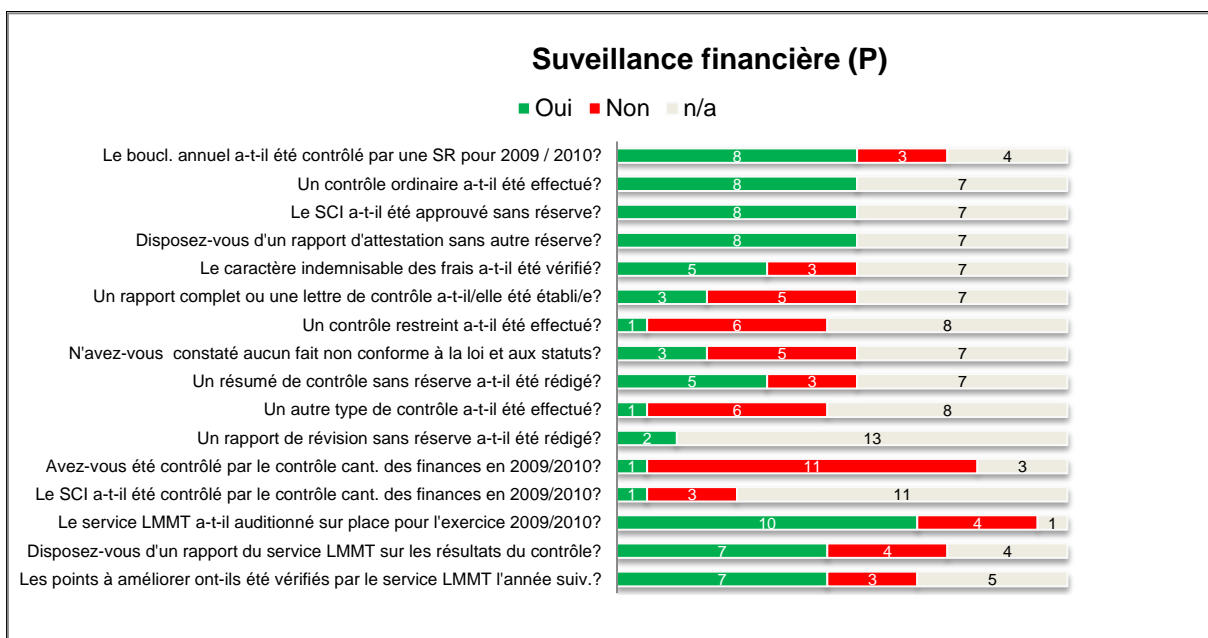 Suveillance financière (P)
Oui Non n/a
Le boucl. annuel a-t-il été contrôlé par une SR pour 2009 / 2010? 8 3 4
Un contrôle ordinaire a-t-il été effectué? 8 7
Le SCI a-t-il été approuvé sans réserve? 8 7
Disposez-vous d'un rapport d'attestation sans autre réserve? 8 7
Le caractère indemnisable des frais a-t-il été vérifié? 5 3 7
Un rapport complet ou une lettre de contrôle a-t-il/elle été établi/e? 3 5 7
Un contrôle restreint a-t-il été effectué? 1 6 8
N'avez-vous constaté aucun fait non conforme à la loi et aux statuts? 3 5 7
Un résumé de contrôle sans réserve a-t-il été rédigé? 5 3 7
Un autre type de contrôle a-t-il été effectué? 1 6 8
Un rapport de révision sans réserve a-t-il été rédigé? 2 13
Avez-vous été contrôlé par le contrôle cant. des finances en 2009/2010? 1 11 3
Le SCI a-t-il été contrôlé par le contrôle cant. des finances en 2009/2010? 1 3 11
Le service LMMT a-t-il auditionné sur place pour l'exercice 2009/2010? 10 4 1
Disposez-vous d'un rapport du service LMMT sur les résultats du contrôle? 7 4 4
Les points à améliorer ont-ils été vérifiés par le service LMMT l'année suiv.? 7 3 5